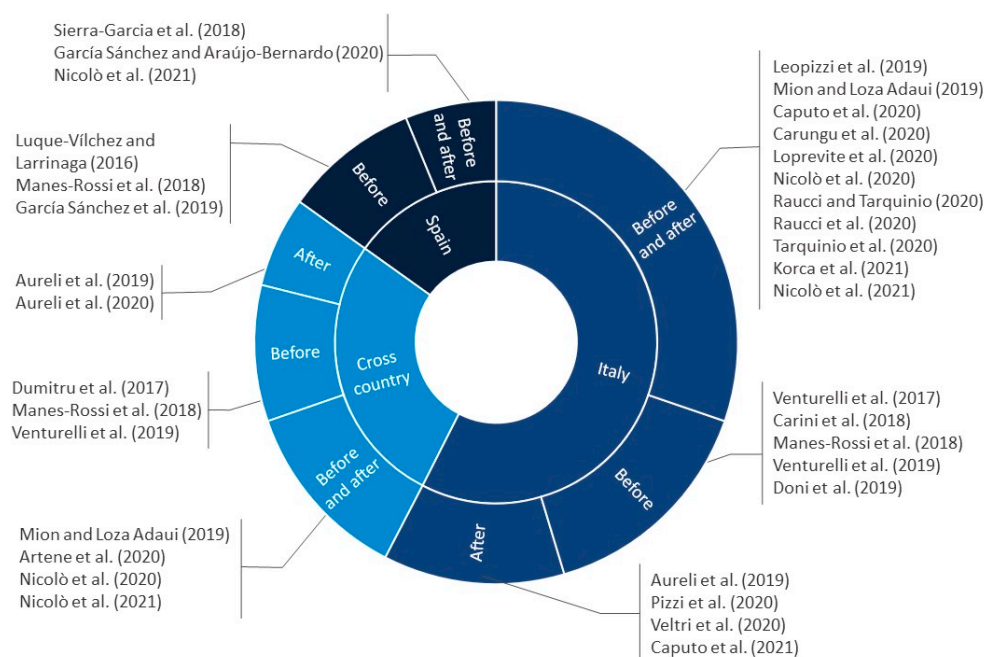 Sierra-Garcia et al. (2018)
García Sánchez and Araújo-Bernardo (2020)
Nicolò et al. (2021)
Luque-Vílchez and
Larrinaga (2016)
Manes-Rossi et al. (2018)
García Sánchez et al. (2019)
Aureli et al. (2019)
Aureli et al. (2020)
Dumitru et al. (2017)
Manes-Rossi et al. (2018)
Venturelli et al. (2019)
Mion and Loza Adaui (2019)
Artene et al. (2020)
Nicolò et al. (2020)
Nicolò et al. (2021)
Before
and after
Before
Spain
After
Before
Cross
country
Before
and after
Italy
Before
and after
Before
After
Leopizzi et al. (2019)
Mion and Loza Adaui (2019)
Caputo et al. (2020)
Carungu et al. (2020)
Loprevite et al. (2020)
Nicolò et al. (2020)
Raucci and Tarquinio (2020)
Raucci et al. (2020)
Tarquinio et al. (2020)
Korca et al. (2021)
Nicolò et al. (2021)
Venturelli et al. (2017)
Carini et al. (2018)
Manes-Rossi et al. (2018)
Venturelli et al. (2019)
Doni et al. (2019)
Aureli et al. (2019)
Pizzi et al. (2020)
Veltri et al. (2020)
Caputo et al. (2021)